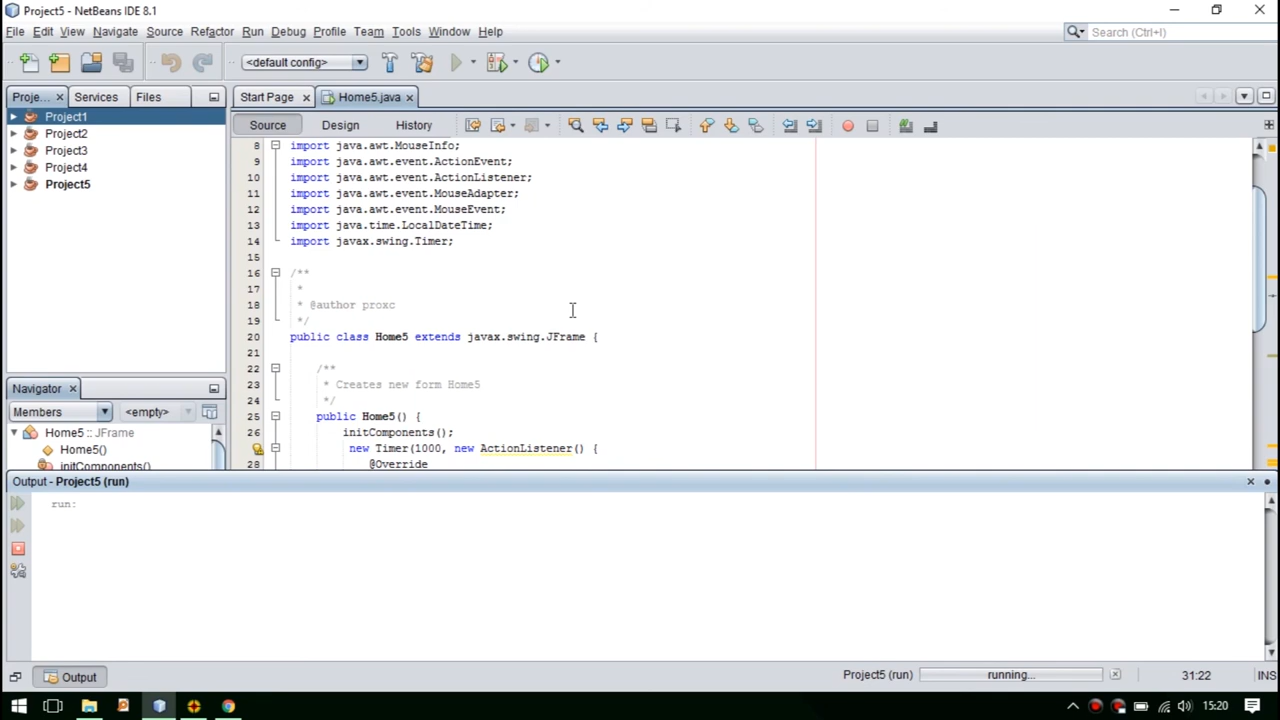 Project5 - NetBeans IDE 8.1
File Edit View Navigate Source Refactor Run Debug Profile Team Tools Window Help
Search (Ctrl+I)
<default config>
Proje... Services Files
Start Page Home5.java
Source Design History
Project1
Project2
Project3
Project4
Project5
8 import java.awt.MouseInfo;
9 import java.awt.event.ActionEvent;
10 import java.awt.event.ActionListener;
11 import java.awt.event.MouseAdapter;
12 import java.awt.event.MouseEvent;
13 import java.time.LocalDateTime;
14 import javax.swing.Timer;
15
16 /**
17 *
18 * @author proxc
19 */
20 public class Home5 extends javax.swing.JFrame {
21
22 /**
23 * Creates new form Home5
24 */
25 public Home5() {
26 initComponents();
new Timer(1000, new ActionListener() {
28 @Override
Navigator
Members <empty>
Home5 :: JFrame
Home5()
initComponents()
Output - Project5 (run)
run:
Output
Project5 (run) running... 31:22 INS
15:20